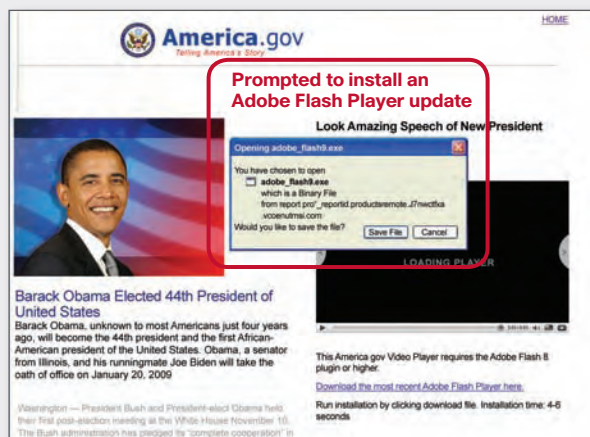 HOME
America.gov
Telling America's Story
Prompted to install an
Adobe Flash Player update
Look Amazing Speech of New President
Opening adobe_flash9.exe
You have chosen to open
adobe_flash9.exe
which is a Binary File
from report
Would you like to save the file?
Save File
Cancel
LOADING PLAYER
Barack Obama Elected 44th President of
United States
Barack Obama, unknown to most Americans just four years
ago, will become the 44th president and the first African-
American president of the United States. Obama, a senator
from Illinois, and his runningmate Joe Biden will take the
oath of office on January 20, 2009
Washington — President Bush and President-elect Obama held
their first post-election meeting at the White House November 10.
The Bush administration has pledged its "complete cooperation" in
This America gov Video Player requires the Adobe Flash 8
plugin or higher.
Download the most recent Adobe Flash Player here.
Run installation by clicking download file. Installation time: 4-6
seconds